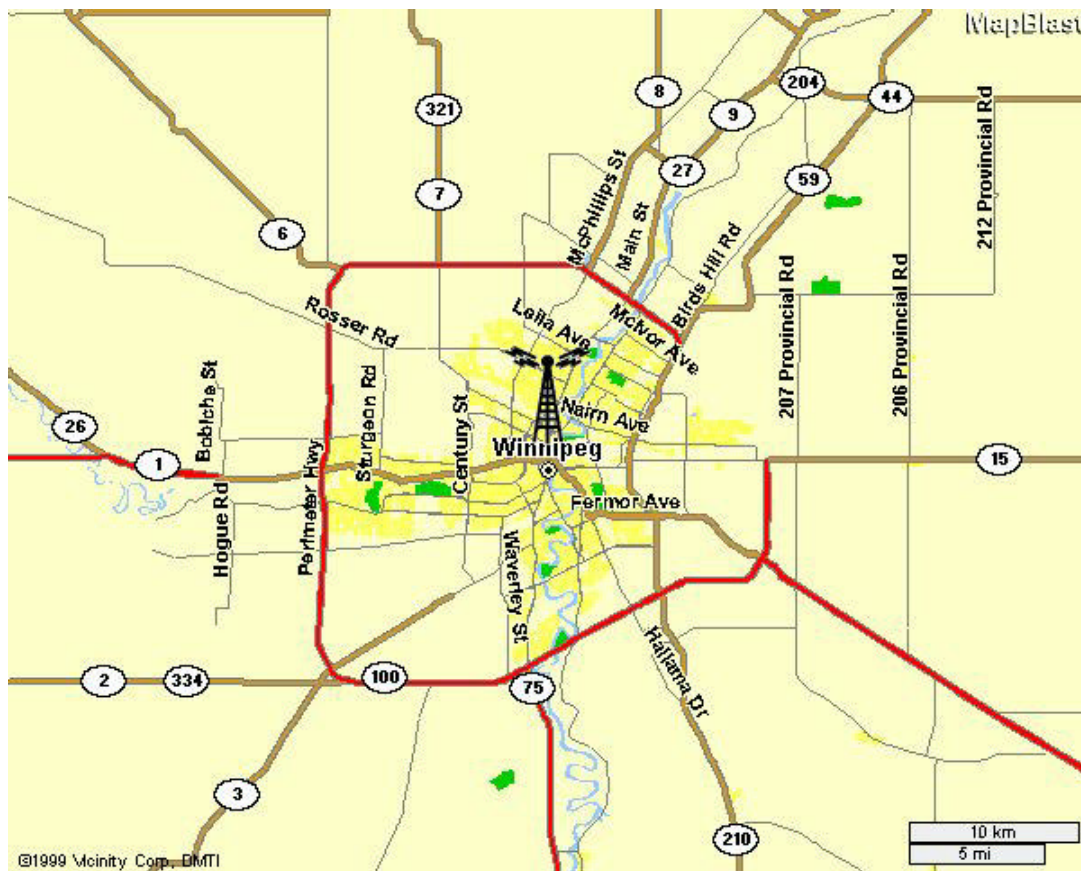 MapBlast
8
204
44
321
9
27
7
59
6
McPhillips St
Main St
Birds Hill Rd
212 Provincial Rd
207 Provincial Rd
206 Provincial Rd
Rosser Rd
Leila Ave
McIvor Ave
Boblche St
Sturgeon Rd
Century St
Nairn Ave
26
1
Winnipeg
15
Hogue Rd
Perimeter Hwy
Fermor Ave
Waverley St
2
334
100
75
Hallama Dr
3
210
10 km
5 mi
©1999 Vicinity Corp, DMTI